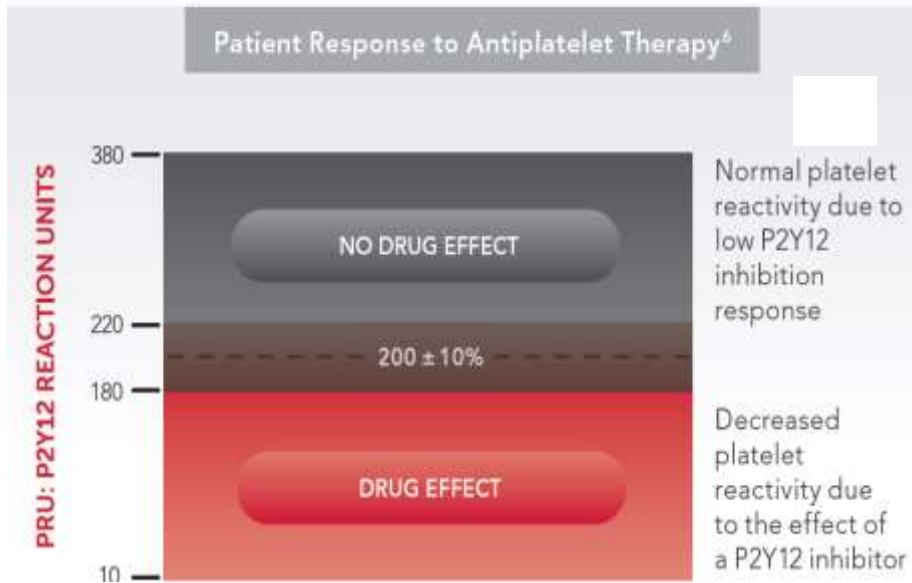 Patient Response to Antiplatelet Therapy⁶
PRU: P2Y12 REACTION UNITS
380
NO DRUG EFFECT
Normal platelet
reactivity due to
low P2Y12
inhibition
response
220
200 ± 10%
180
DRUG EFFECT
Decreased
platelet
reactivity due
to the effect of
a P2Y12 inhibitor
10